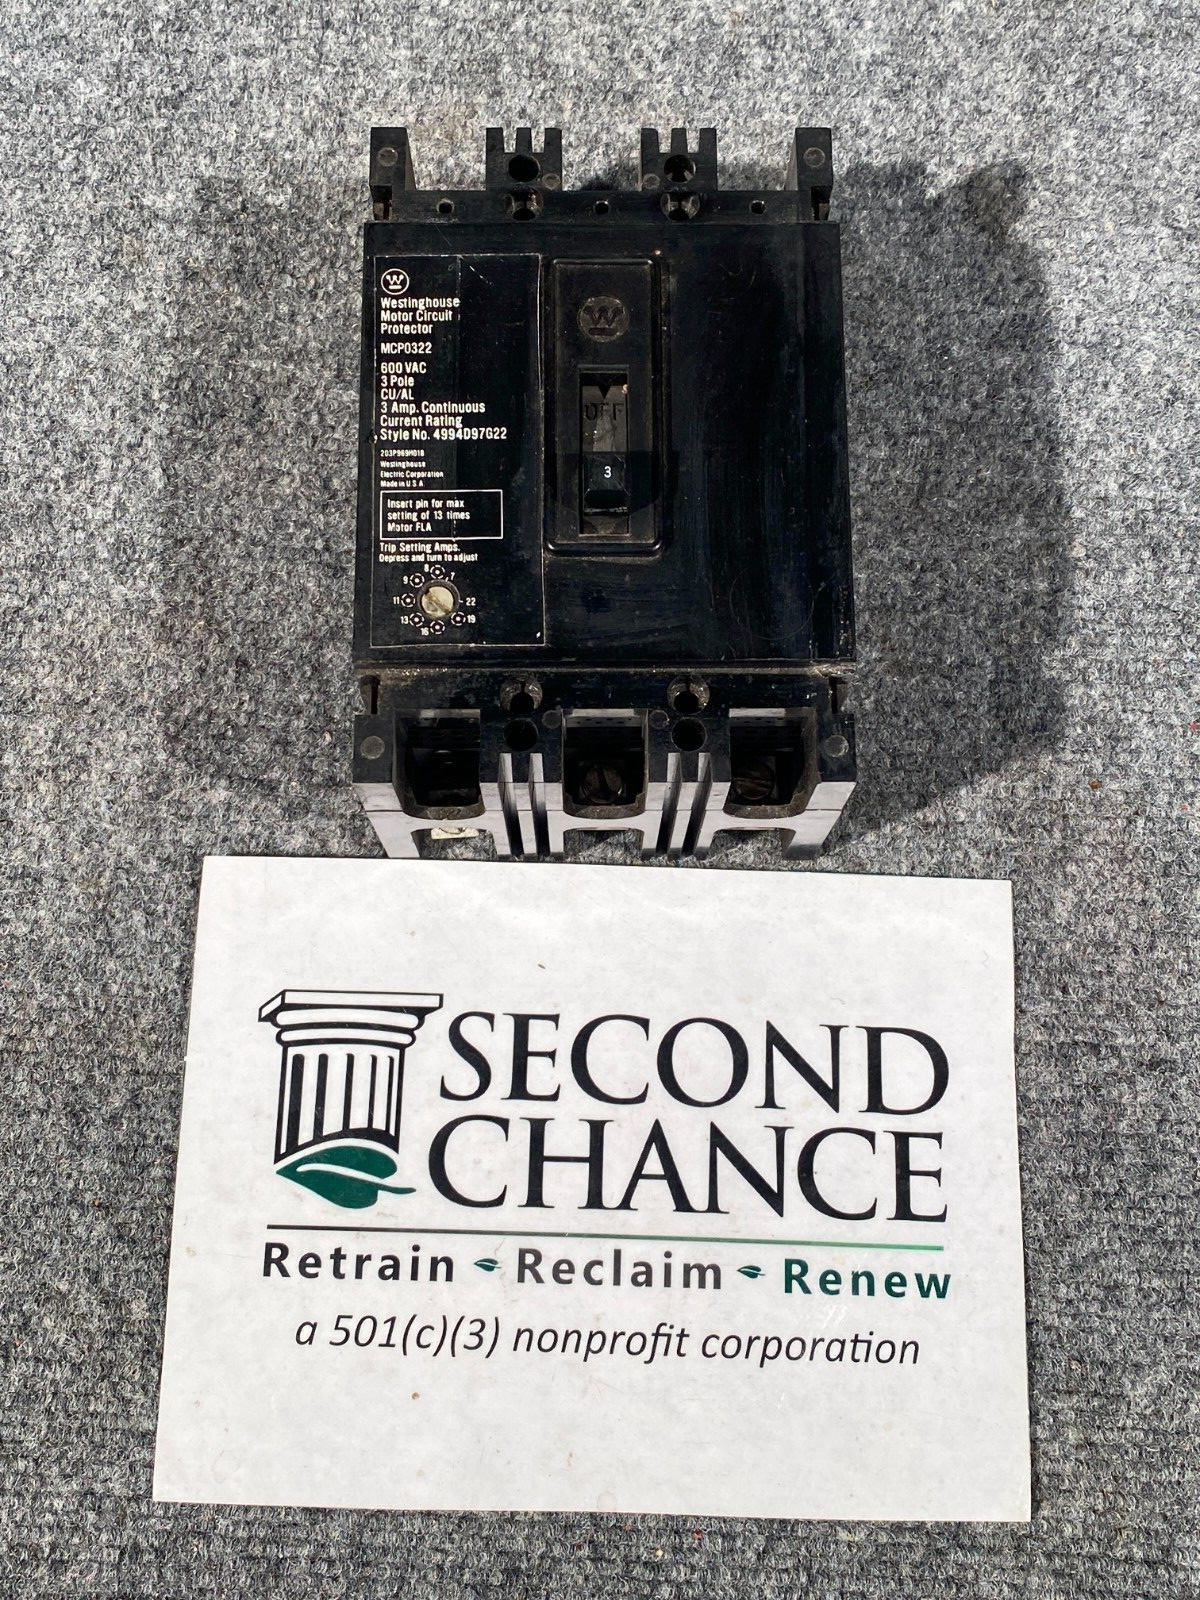 W
Westinghouse
Motor Circuit
Protector
MCP0322
600 VAC
3 Pole
CU/AL
3 Amp. Continuous
Current Rating
Style No. 4994D97G22
203P969H01B
Westinghouse
Electric Corporation
Made in U.S.A
Insert pin for max
setting of 13 times
Motor FLA
Trip Setting Amps.
Depress and turn to adjust
8
9 7
11 22
13 19
16
W
OFF
3
SECOND
CHANCE
Retrain Reclaim Renew
a 501(c)(3) nonprofit corporation